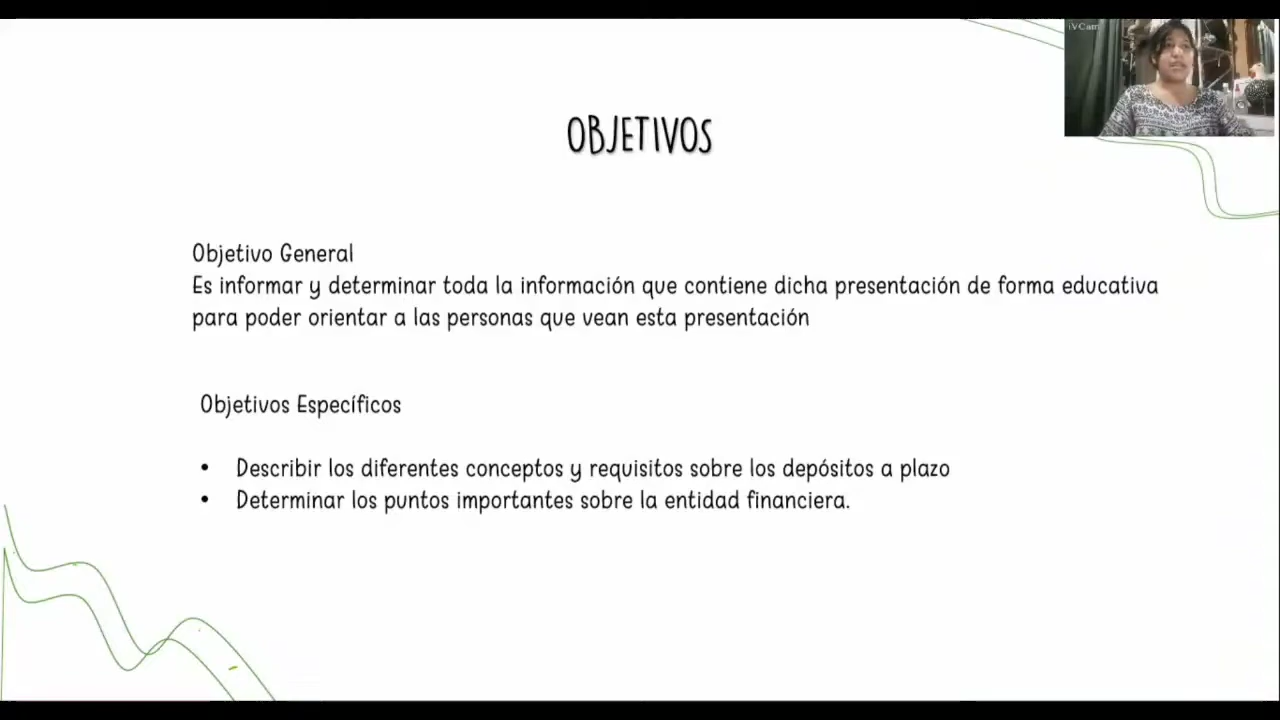 iVCam
OBJETIVOS
Objetivo General
Es informar y determinar toda la información que contiene dicha presentación de forma educativa
para poder orientar a las personas que vean esta presentación
Objetivos Específicos
• Describir los diferentes conceptos y requisitos sobre los depósitos a plazo
• Determinar los puntos importantes sobre la entidad financiera.